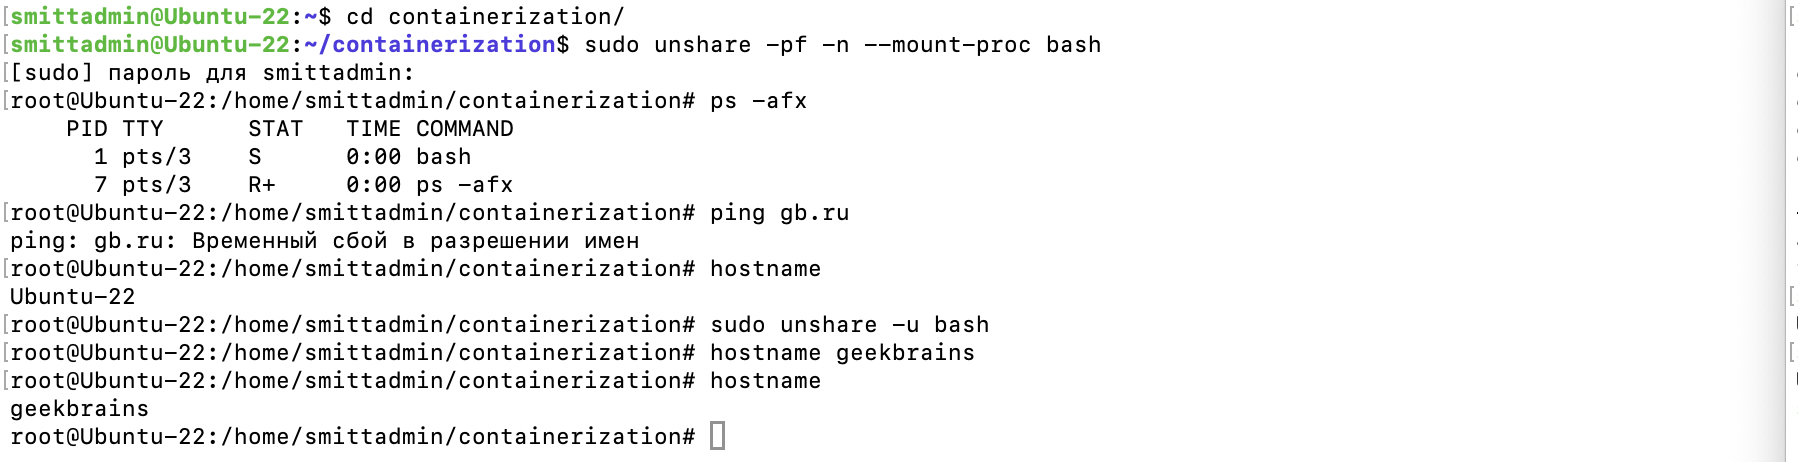 [smittadmin@Ubuntu-22:~$ cd containerization/
[smittadmin@Ubuntu-22:~/containerization$ sudo unshare -pf -n --mount-proc bash
[[sudo] пароль для smittadmin:
[root@Ubuntu-22:/home/smittadmin/containerization# ps -afx
    PID TTY      STAT   TIME COMMAND
      1 pts/3    S      0:00 bash
      7 pts/3    R+     0:00 ps -afx
[root@Ubuntu-22:/home/smittadmin/containerization# ping gb.ru
ping: gb.ru: Временный сбой в разрешении имен
[root@Ubuntu-22:/home/smittadmin/containerization# hostname
Ubuntu-22
[root@Ubuntu-22:/home/smittadmin/containerization# sudo unshare -u bash
[root@Ubuntu-22:/home/smittadmin/containerization# hostname geekbrains
[root@Ubuntu-22:/home/smittadmin/containerization# hostname
geekbrains
root@Ubuntu-22:/home/smittadmin/containerization#